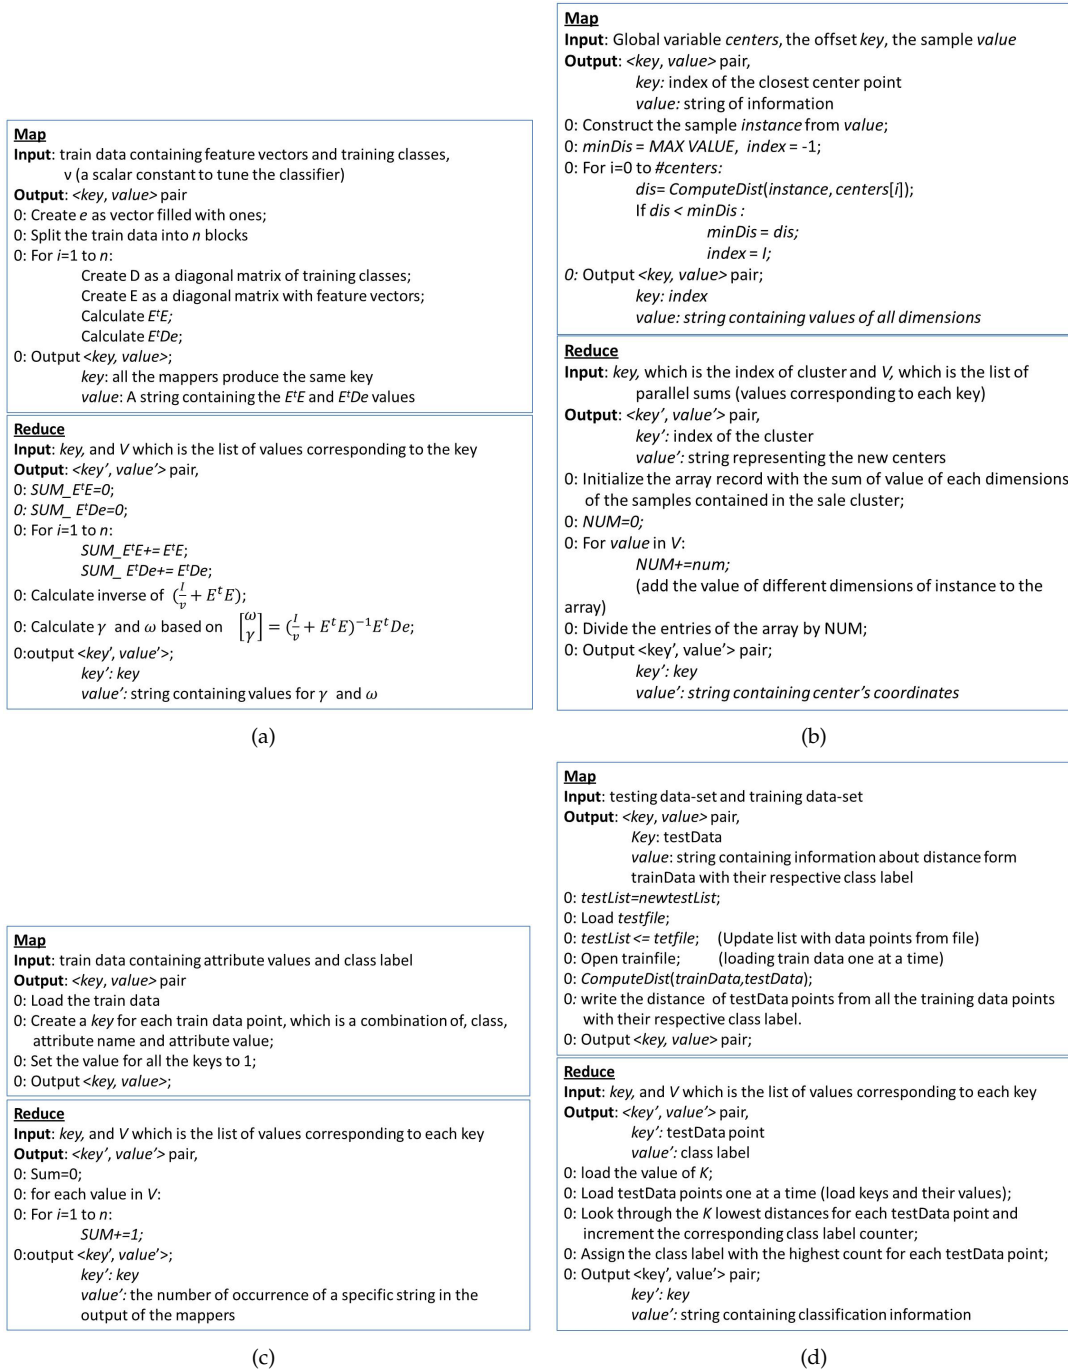 Map
Input: train data containing feature vectors and training classes,
ν (a scalar constant to tune the classifier)
Output: <key, value> pair
0: Create e as vector filled with ones;
0: Split the train data into n blocks
0: For i=1 to n:
Create D as a diagonal matrix of training classes;
Create E as a diagonal matrix with feature vectors;
Calculate EᵗE;
Calculate EᵗDe;
0: Output <key, value>;
key: all the mappers produce the same key
value: A string containing the EᵗE and EᵗDe values
Reduce
Input: key, and V which is the list of values corresponding to the key
Output: <key’, value’> pair,
0: SUM_EᵗE=0;
0: SUM_ EᵗDe=0;
0: For i=1 to n:
SUM_EᵗE+= EᵗE;
SUM_ EᵗDe+= EᵗDe;
0: Calculate inverse of (I/v + EᵗE);
0: Calculate γ and ω based on [ω γ] = (I/v + EᵗE)⁻¹EᵗDe;
0:output <key’, value’>;
key’: key
value’: string containing values for γ and ω
(a)
Map
Input: Global variable centers, the offset key, the sample value
Output: <key, value> pair,
key: index of the closest center point
value: string of information
0: Construct the sample instance from value;
0: minDis = MAX VALUE, index = -1;
0: For i=0 to #centers:
dis= ComputeDist(instance, centers[i]);
If dis < minDis :
minDis = dis;
index = I;
0: Output <key, value> pair;
key: index
value: string containing values of all dimensions
Reduce
Input: key, which is the index of cluster and V, which is the list of
parallel sums (values corresponding to each key)
Output: <key’, value’> pair,
key’: index of the cluster
value’: string representing the new centers
0: Initialize the array record with the sum of value of each dimensions
of the samples contained in the sale cluster;
0: NUM=0;
0: For value in V:
NUM+=num;
(add the value of different dimensions of instance to the
array)
0: Divide the entries of the array by NUM;
0: Output <key’, value’> pair;
key’: key
value’: string containing center’s coordinates
(b)
Map
Input: train data containing attribute values and class label
Output: <key, value> pair
0: Load the train data
0: Create a key for each train data point, which is a combination of, class,
attribute name and attribute value;
0: Set the value for all the keys to 1;
0: Output <key, value>;
Reduce
Input: key, and V which is the list of values corresponding to each key
Output: <key’, value’> pair,
0: Sum=0;
0: for each value in V:
0: For i=1 to n:
SUM+=1;
0:output <key’, value’>;
key’: key
value’: the number of occurrence of a specific string in the
output of the mappers
(c)
Map
Input: testing data-set and training data-set
Output: <key, value> pair,
Key: testData
value: string containing information about distance form
trainData with their respective class label
0: testList=newtestList;
0: Load testfile;
0: testList <= tetfile; (Update list with data points from file)
0: Open trainfile; (loading train data one at a time)
0: ComputeDist(trainData,testData);
0: write the distance of testData points from all the training data points
with their respective class label.
0: Output <key, value> pair;
Reduce
Input: key, and V which is the list of values corresponding to each key
Output: <key’, value’> pair,
key’: testData point
value’: class label
0: load the value of K;
0: Load testData points one at a time (load keys and their values);
0: Look through the K lowest distances for each testData point and
increment the corresponding class label counter;
0: Assign the class label with the highest count for each testData point;
0: Output <key’, value’> pair;
key’: key
value’: string containing classification information
(d)